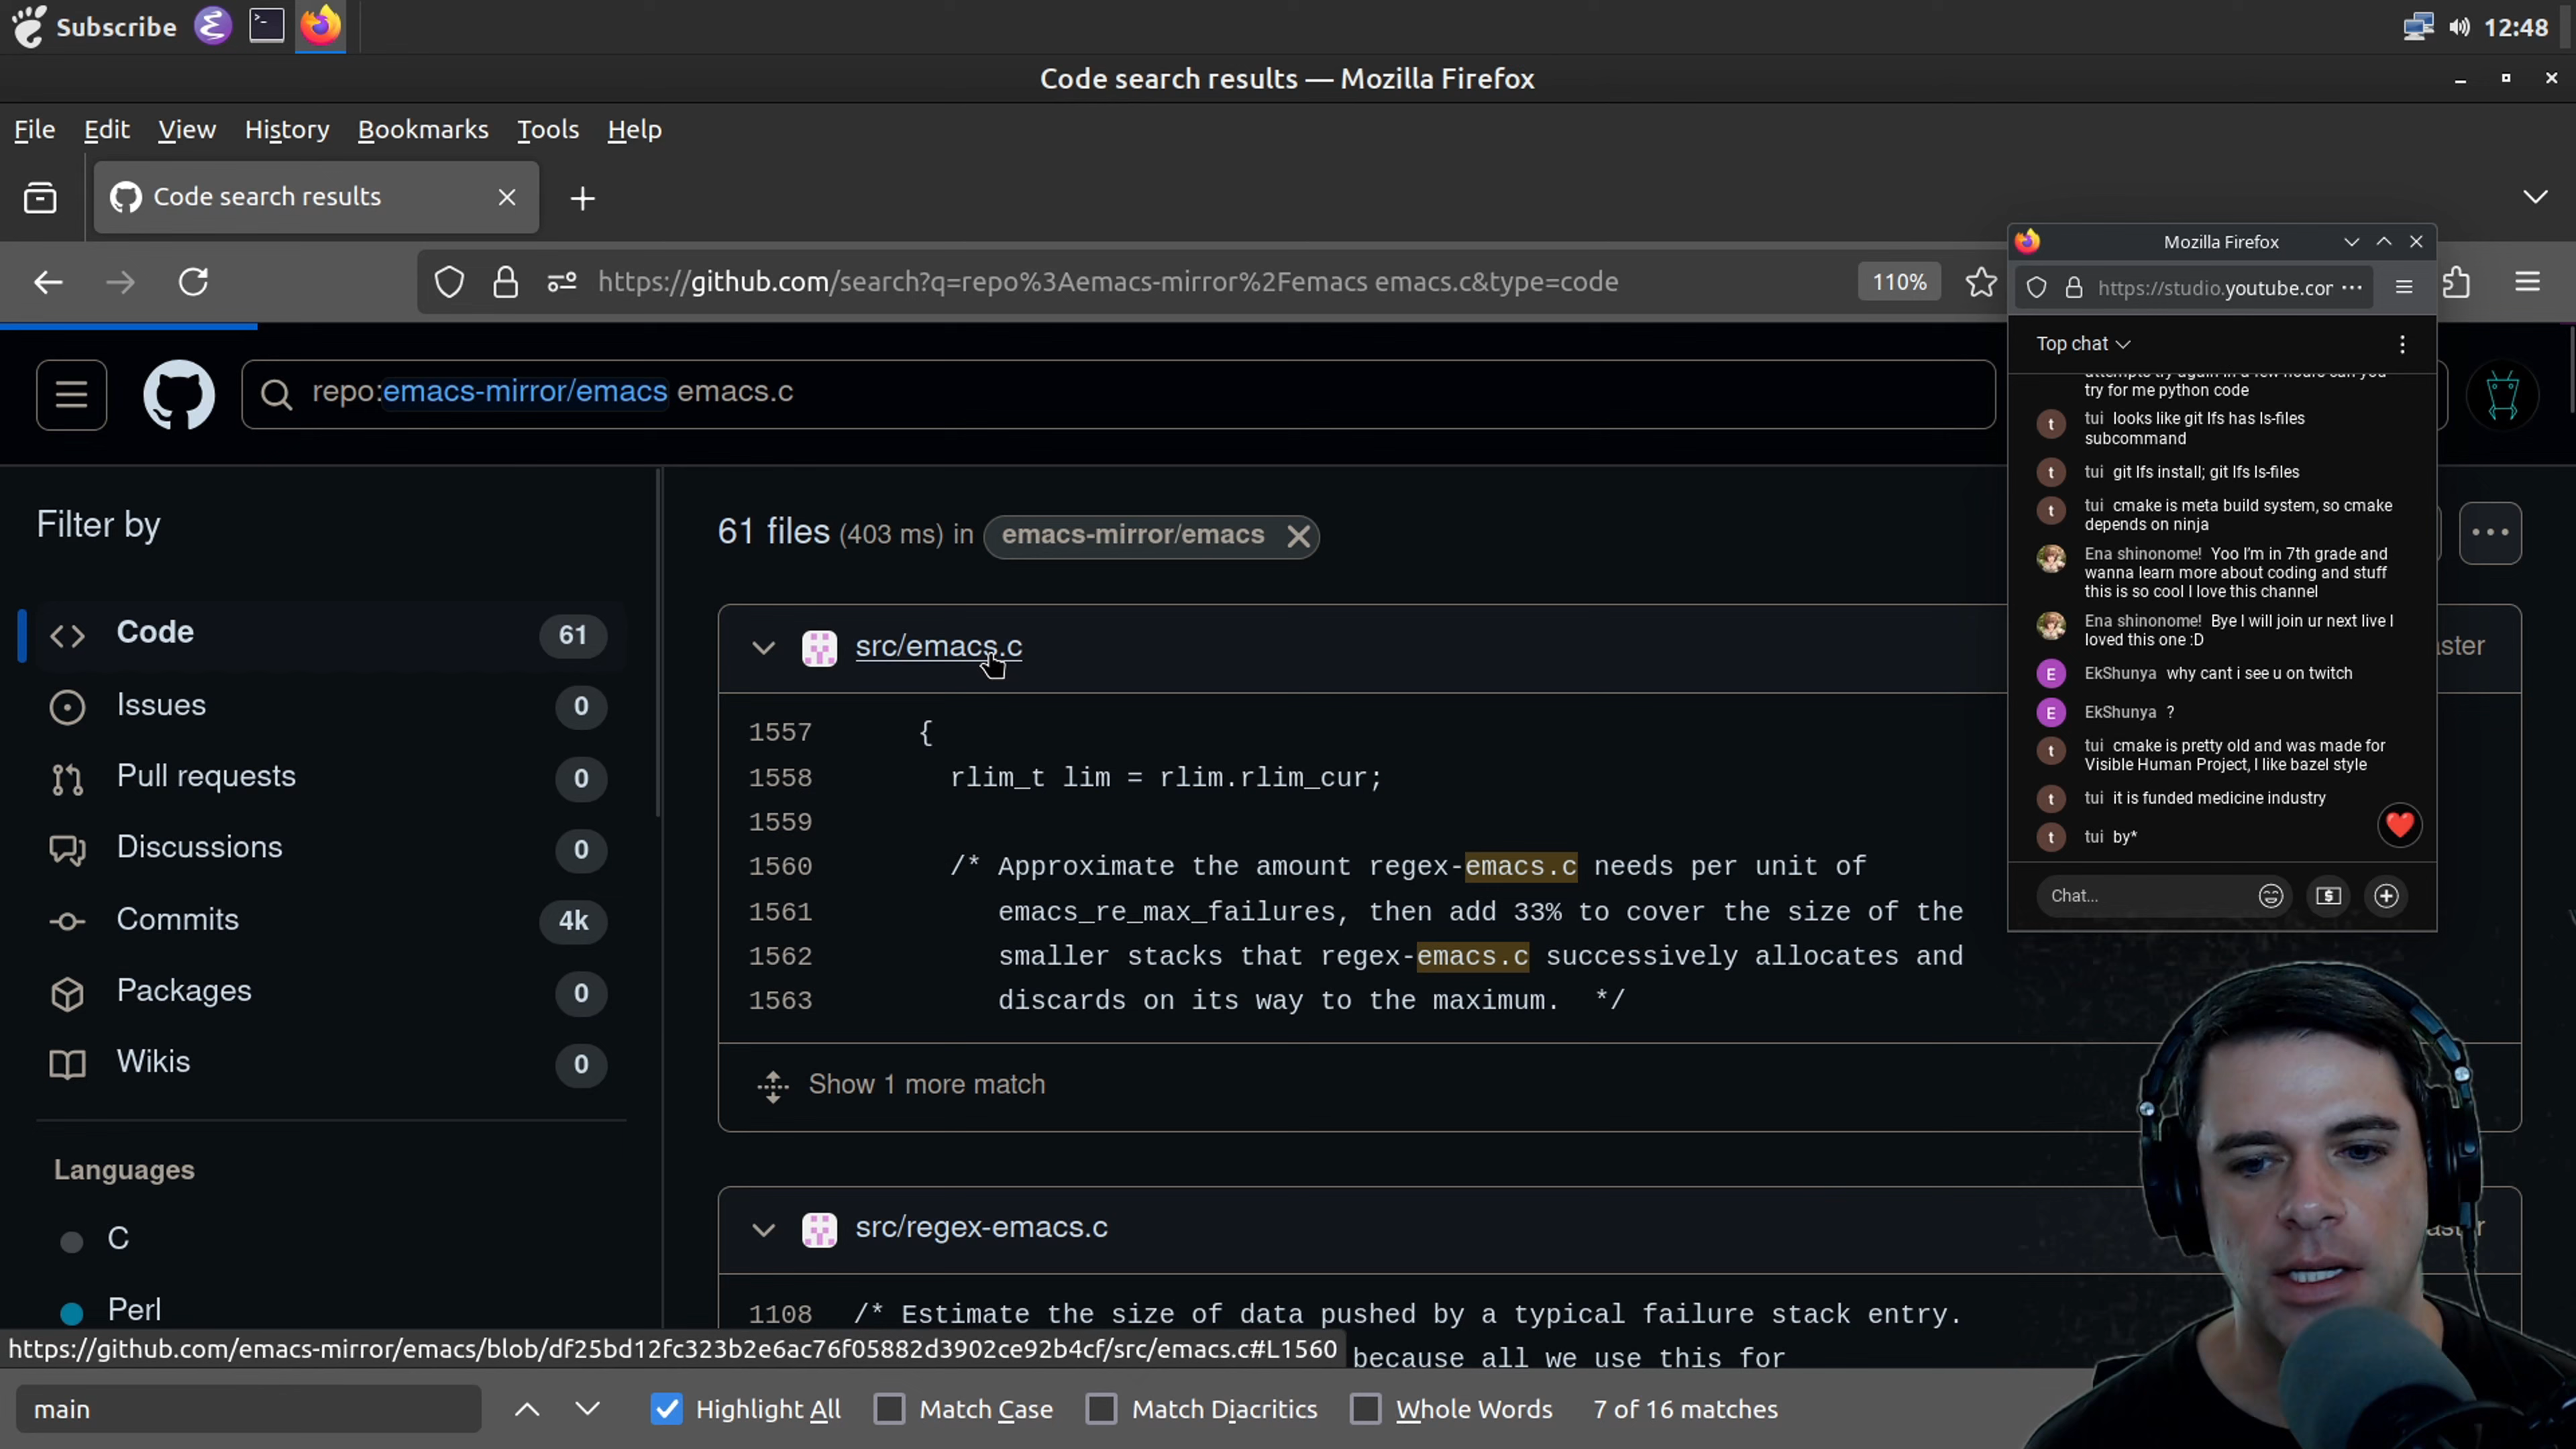 Subscribe
12:48
Code search results — Mozilla Firefox
File Edit View History Bookmarks Tools Help
Code search results
https://github.com/search?q=repo%3Aemacs-mirror%2Femacs emacs.c&type=code
110%
repo:emacs-mirror/emacs emacs.c
Filter by
Code 61
Issues 0
Pull requests 0
Discussions 0
Commits 4k
Packages 0
Wikis 0
Languages
C
Perl
61 files (403 ms) in emacs-mirror/emacs
src/emacs.c
1557 {
1558 rlim_t lim = rlim.rlim_cur;
1559
1560 /* Approximate the amount regex-emacs.c needs per unit of
1561 emacs_re_max_failures, then add 33% to cover the size of the
1562 smaller stacks that regex-emacs.c successively allocates and
1563 discards on its way to the maximum. */
Show 1 more match
src/regex-emacs.c
1108 /* Estimate the size of data pushed by a typical failure stack entry.
because all we use this for
https://github.com/emacs-mirror/emacs/blob/df25bd12fc323b2e6ac76f05882d3902ce92b4cf/src/emacs.c#L1560
main
Highlight All
Match Case
Match Diacritics
Whole Words
7 of 16 matches
Mozilla Firefox
https://studio.youtube.com
Top chat
attempts try again in a few hours can you
try for me python code
tui looks like git lfs has ls-files
subcommand
t
tui git lfs install; git lfs ls-files
t
tui cmake is meta build system, so cmake
depends on ninja
t
Ena shinonome! Yoo I'm in 7th grade and
wanna learn more about coding and stuff
this is so cool I love this channel
Ena shinonome! Bye I will join ur next live I
loved this one :D
E
EkShunya why cant i see u on twitch
E
EkShunya ?
t
tui cmake is pretty old and was made for
Visible Human Project, I like bazel style
t
tui it is funded medicine industry
t
tui by*
Chat...